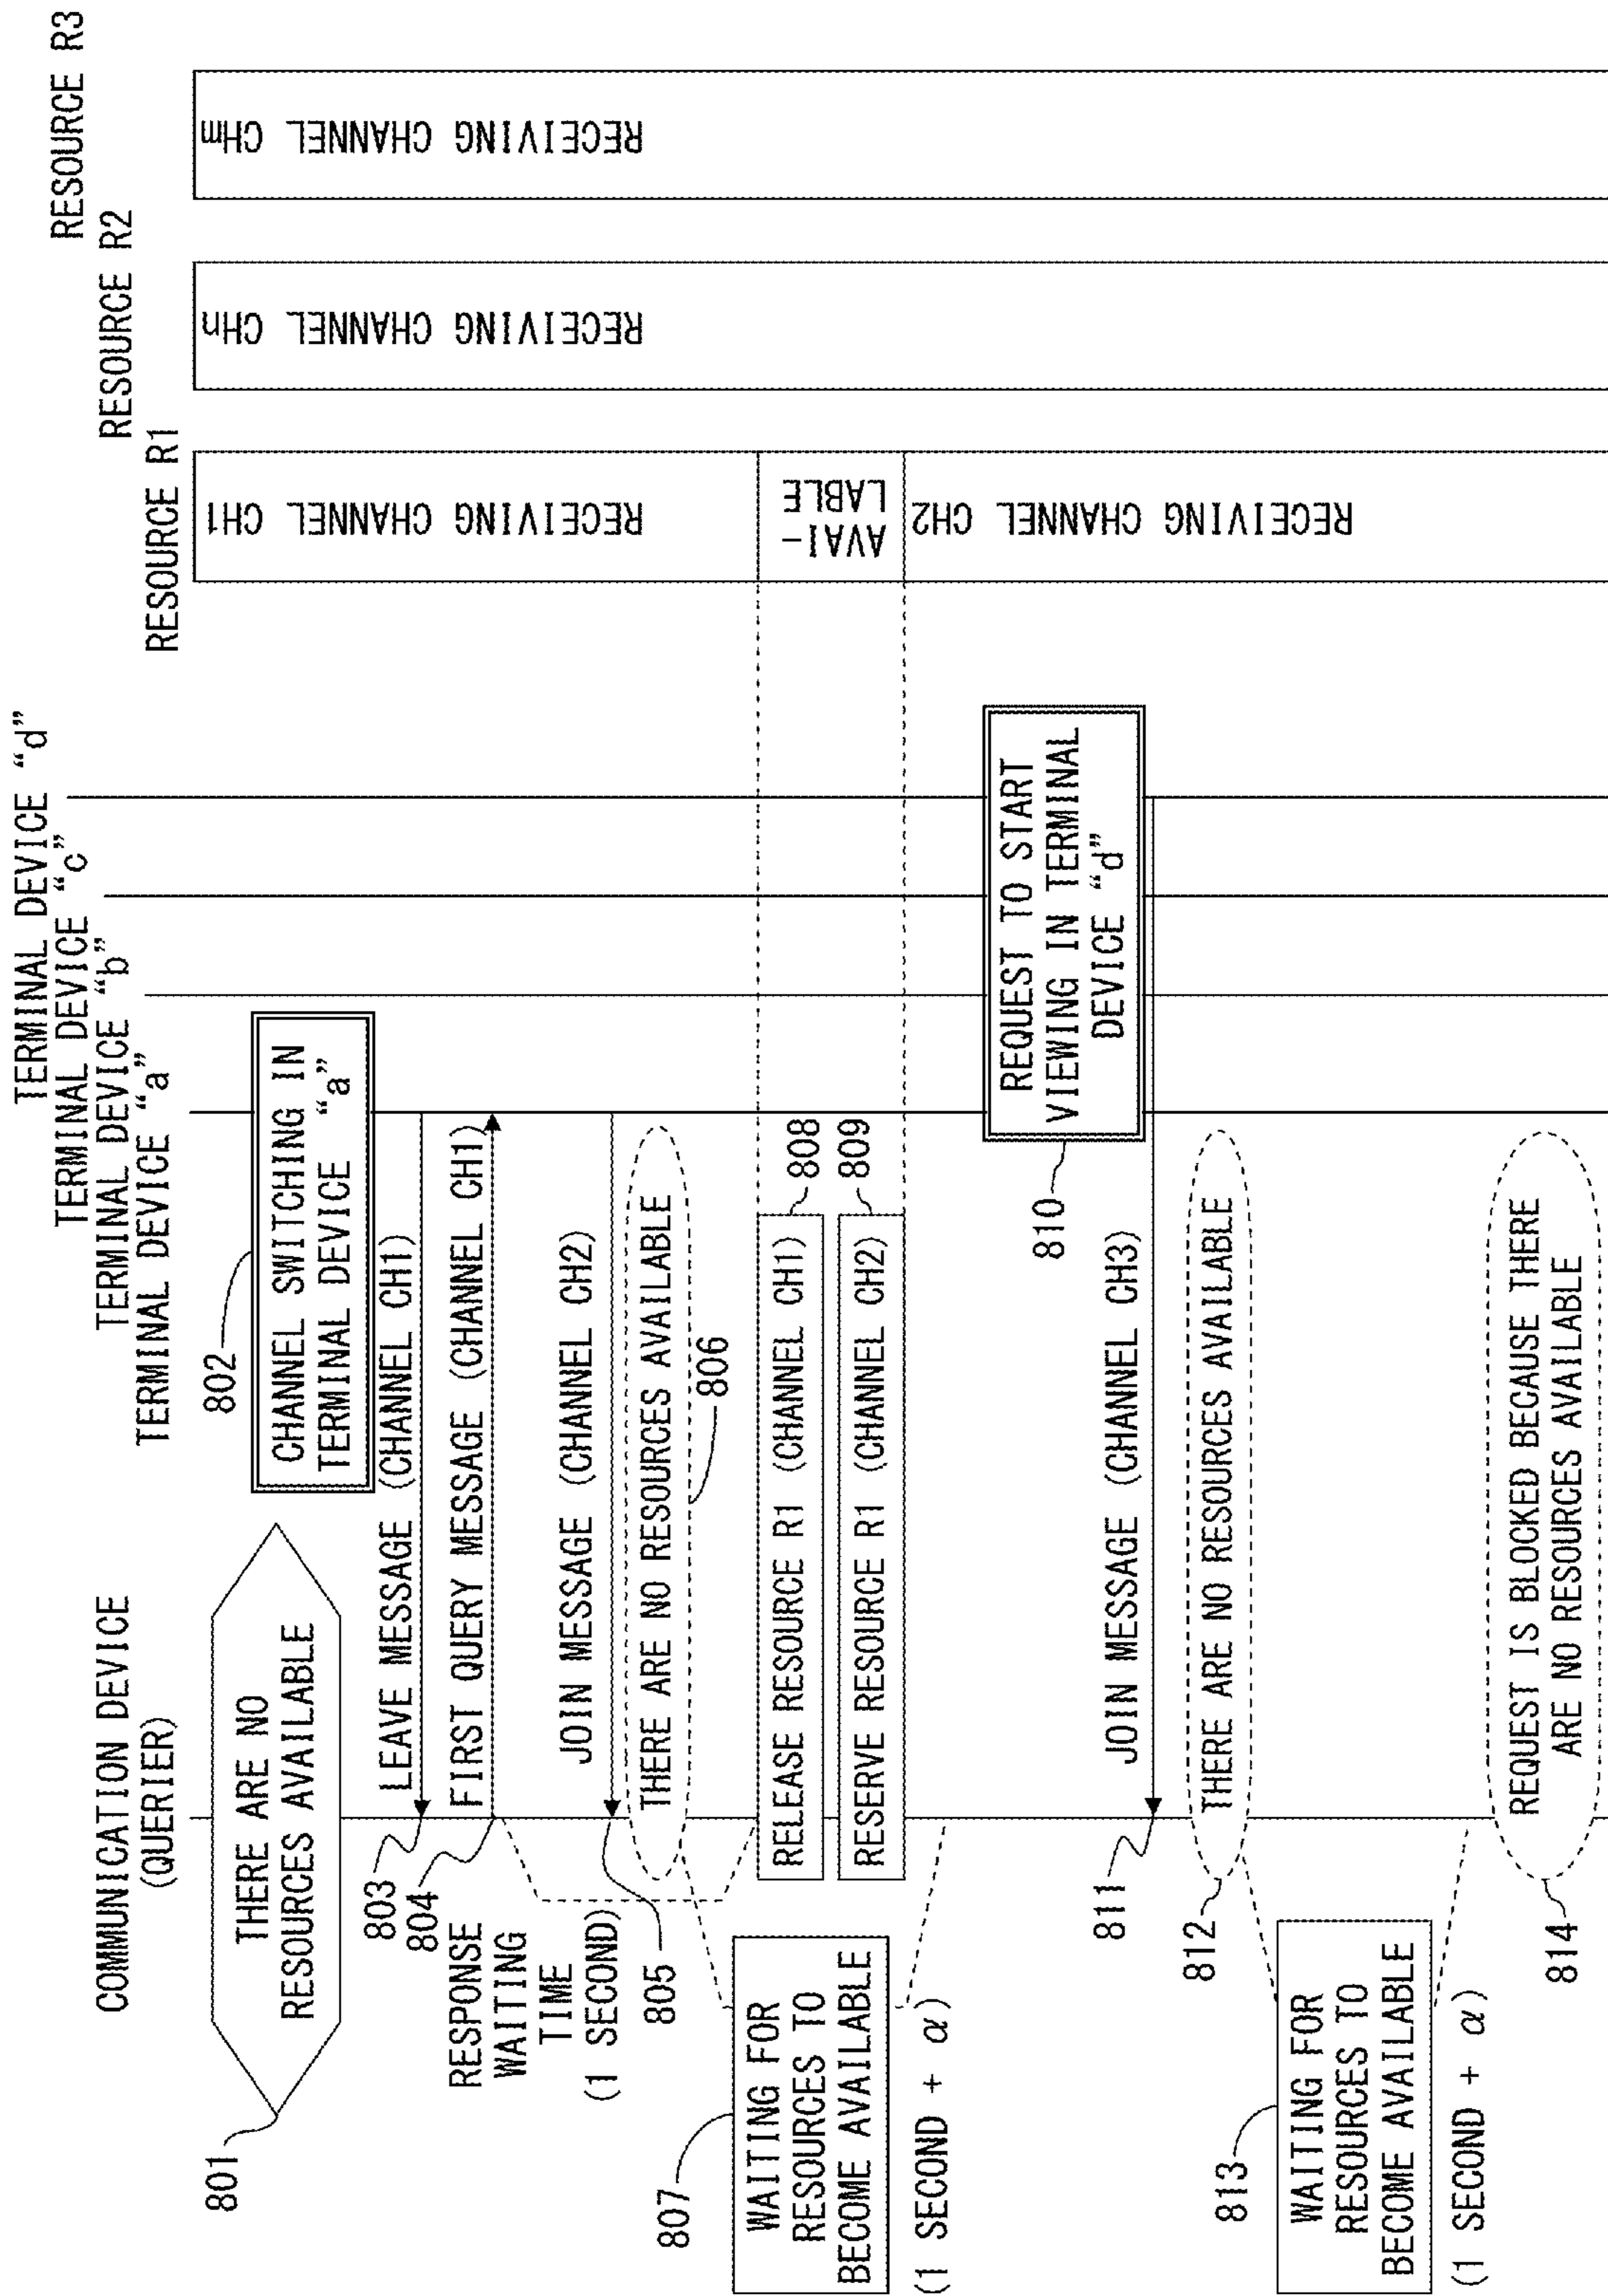 COMMUNICATION DEVICE
(QUERIER)
TERMINAL DEVICE “d”
TERMINAL DEVICE “c”
TERMINAL DEVICE “b”
TERMINAL DEVICE “a”
RESOURCE R3
RESOURCE R2
RESOURCE R1
801
THERE ARE NO
RESOURCES AVAILABLE
802
CHANNEL SWITCHING IN
TERMINAL DEVICE “a”
803
LEAVE MESSAGE (CHANNEL CH1)
804
FIRST QUERY MESSAGE (CHANNEL CH1)
RESPONSE
WAITING
TIME
(1 SECOND)
805
JOIN MESSAGE (CHANNEL CH2)
THERE ARE NO RESOURCES AVAILABLE
806
807
WAITING FOR
RESOURCES TO
BECOME AVAILABLE
(1 SECOND + α)
RELEASE RESOURCE R1 (CHANNEL CH1)
808
RESERVE RESOURCE R1 (CHANNEL CH2)
809
810
REQUEST TO START
VIEWING IN TERMINAL
DEVICE “d”
811
JOIN MESSAGE (CHANNEL CH3)
812
THERE ARE NO RESOURCES AVAILABLE
813
WAITING FOR
RESOURCES TO
BECOME AVAILABLE
(1 SECOND + α)
814
REQUEST IS BLOCKED BECAUSE THERE
ARE NO RESOURCES AVAILABLE
RECEIVING CHANNEL CH1
AVAI-
LABLE
RECEIVING CHANNEL CH2
RECEIVING CHANNEL CHn
RECEIVING CHANNEL CHm